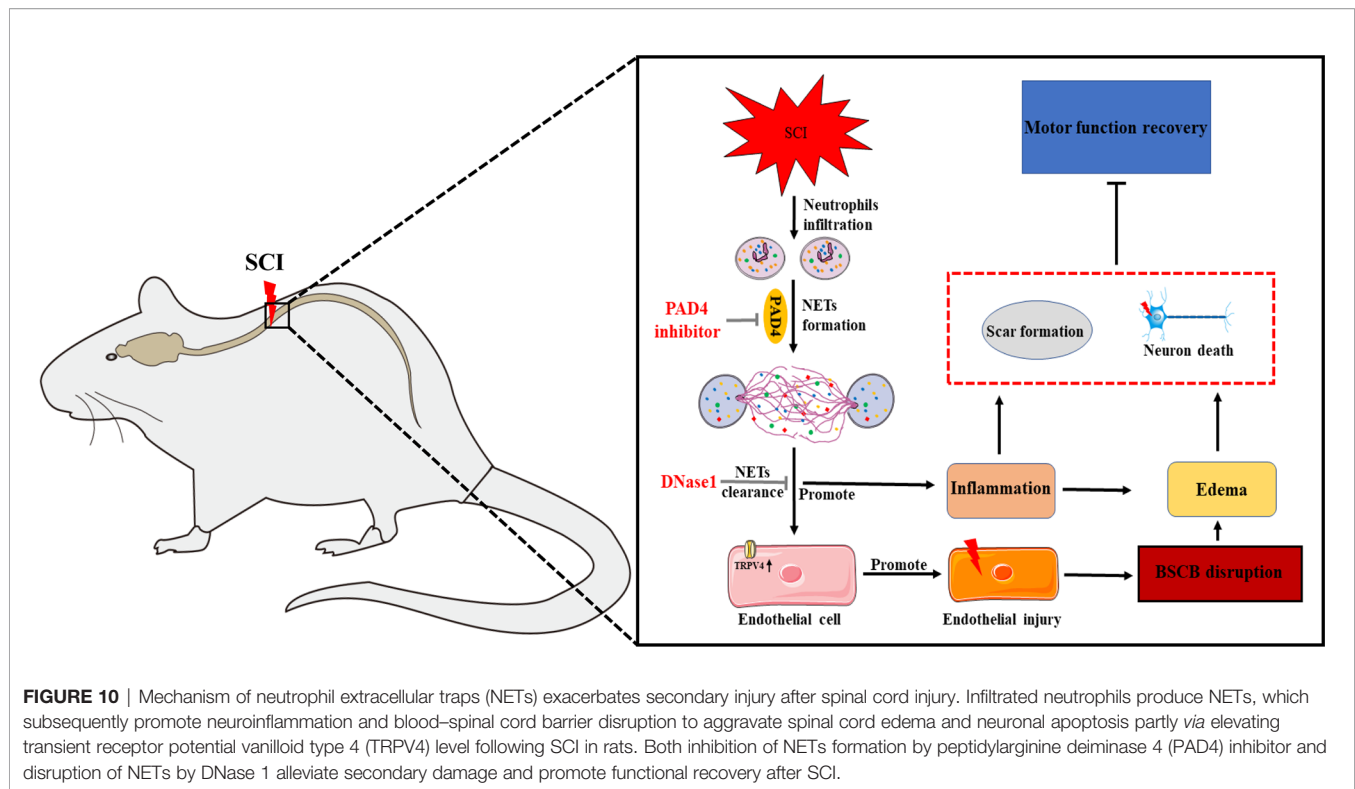 SCI
SCI
Neutrophils
infiltration
PAD4
inhibitor
PAD4
NETs
formation
DNase1
NETs
clearance
Promote
TRPV4
Endothelial cell
Promote
Endothelial injury
Inflammation
Edema
BSCB disruption
Scar formation
Neuron death
Motor function recovery
FIGURE 10 | Mechanism of neutrophil extracellular traps (NETs) exacerbates secondary injury after spinal cord injury. Infiltrated neutrophils produce NETs, which
subsequently promote neuroinflammation and blood–spinal cord barrier disruption to aggravate spinal cord edema and neuronal apoptosis partly via elevating
transient receptor potential vanilloid type 4 (TRPV4) level following SCI in rats. Both inhibition of NETs formation by peptidylarginine deiminase 4 (PAD4) inhibitor and
disruption of NETs by DNase 1 alleviate secondary damage and promote functional recovery after SCI.